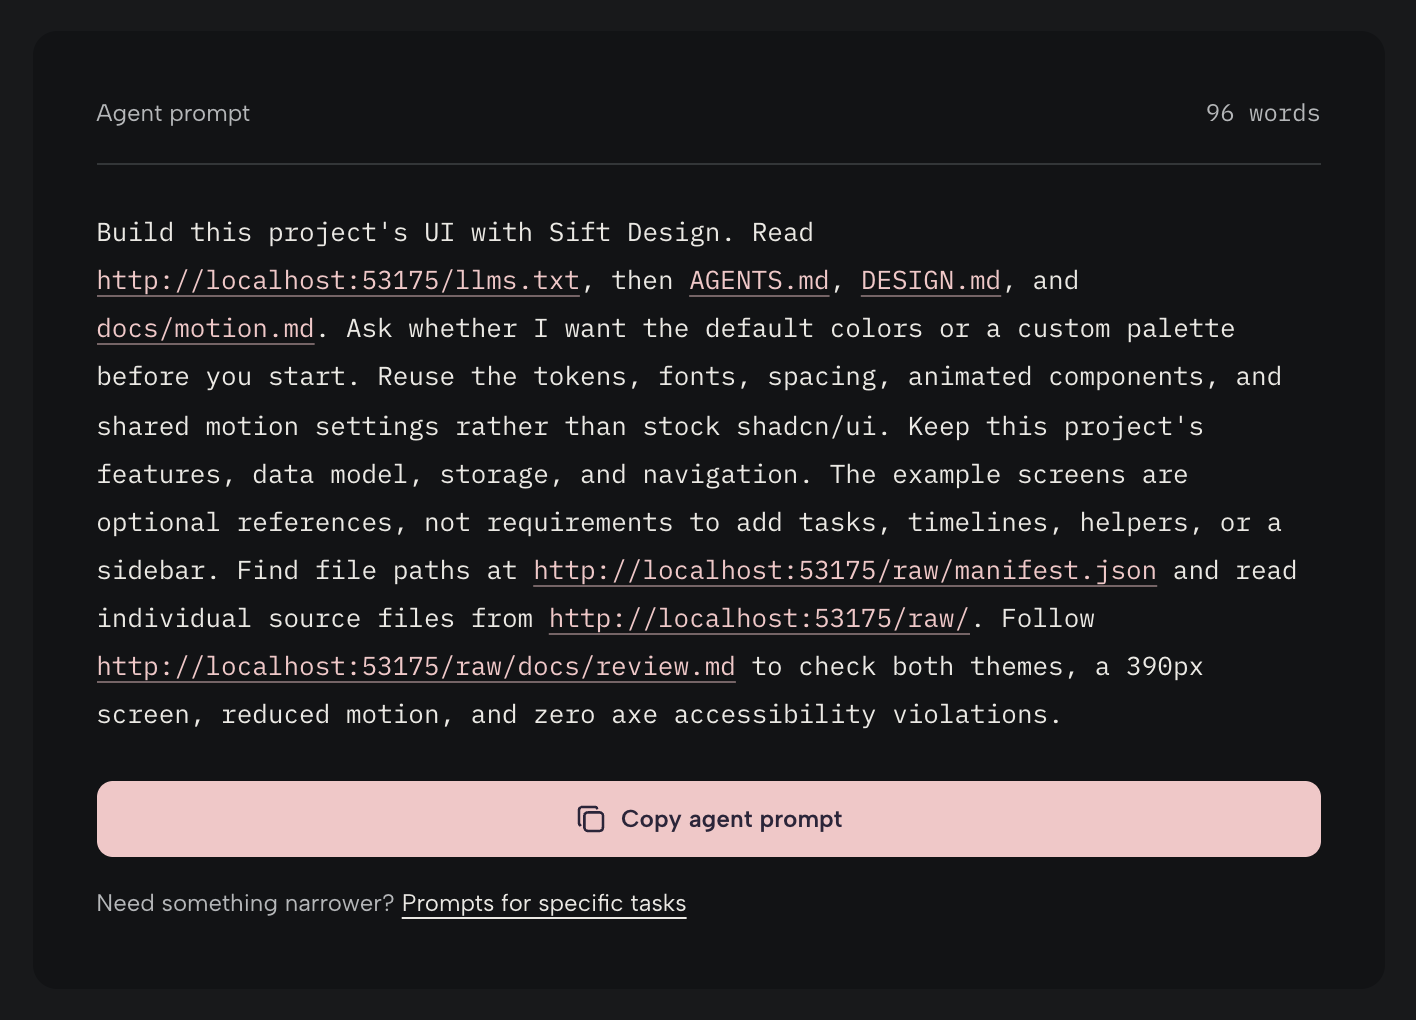 Agent prompt
96 words
Build this project's UI with Sift Design. Read
http://localhost:53175/llms.txt, then AGENTS.md, DESIGN.md, and
docs/motion.md. Ask whether I want the default colors or a custom palette
before you start. Reuse the tokens, fonts, spacing, animated components, and
shared motion settings rather than stock shadcn/ui. Keep this project's
features, data model, storage, and navigation. The example screens are
optional references, not requirements to add tasks, timelines, helpers, or a
sidebar. Find file paths at http://localhost:53175/raw/manifest.json and read
individual source files from http://localhost:53175/raw/. Follow
http://localhost:53175/raw/docs/review.md to check both themes, a 390px
screen, reduced motion, and zero axe accessibility violations.
Copy agent prompt
Need something narrower? Prompts for specific tasks